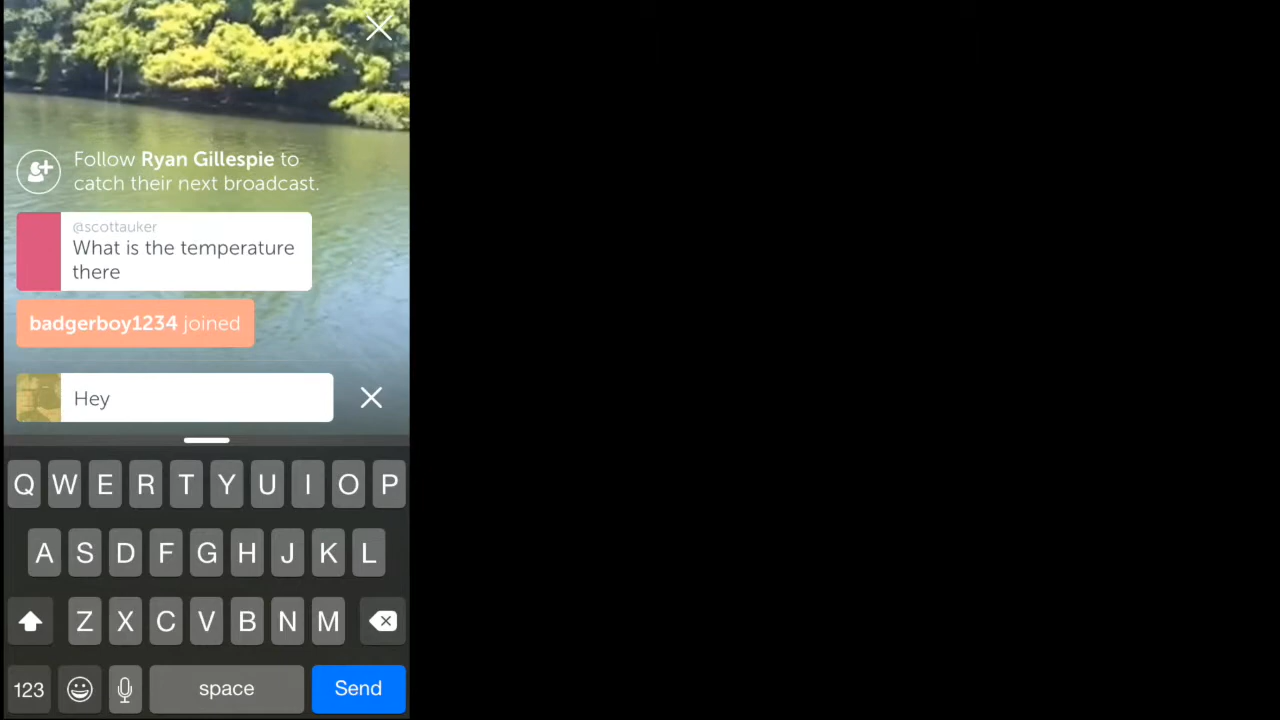 Follow Ryan Gillespie to
catch their next broadcast.
@scottauker
What is the temperature
there
badgerboy1234 joined
Hey
Q W E R T Y U I O P
A S D F G H J K L
Z X C V B N M
123 space Send